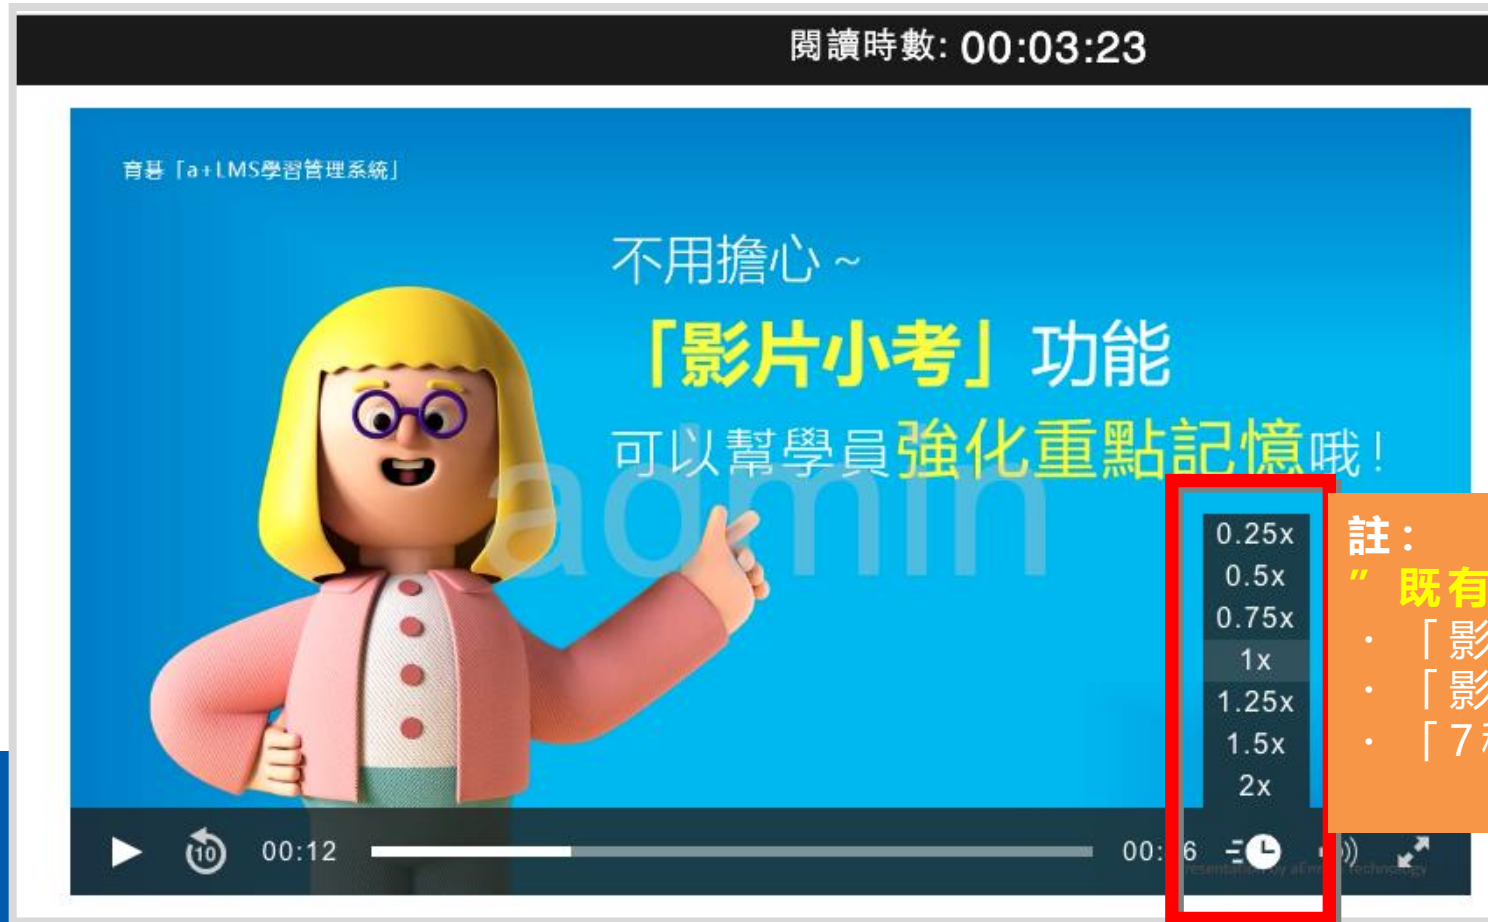 閱讀時數: 00:03:23
育碁「a+LMS學習管理系統」
不用擔心~
「影片小考」功能
可以幫學員強化重點記憶哦!
admin
0.25x
0.5x
0.75x
1x
1.25x
1.5x
2x
註:
”既有
·「影
·「影
·「7
10
00:12
00: 6